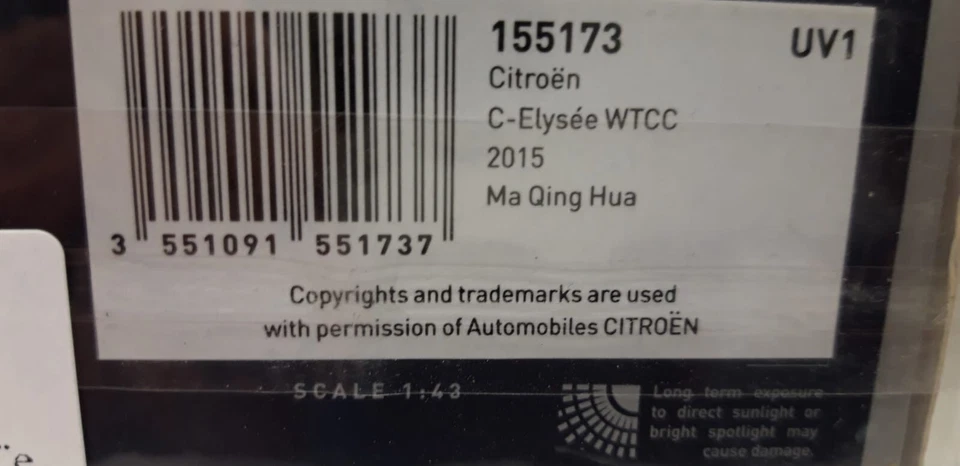 155173
UV1
Citroën
C-Elysée WTCC
2015
Ma Qing Hua
3 551091 551737
Copyrights and trademarks are used
with permission of Automobiles CITROËN
SCALE 1:43
Long term exposure
to direct sunlight or
bright spotlight may
cause damage.
ë